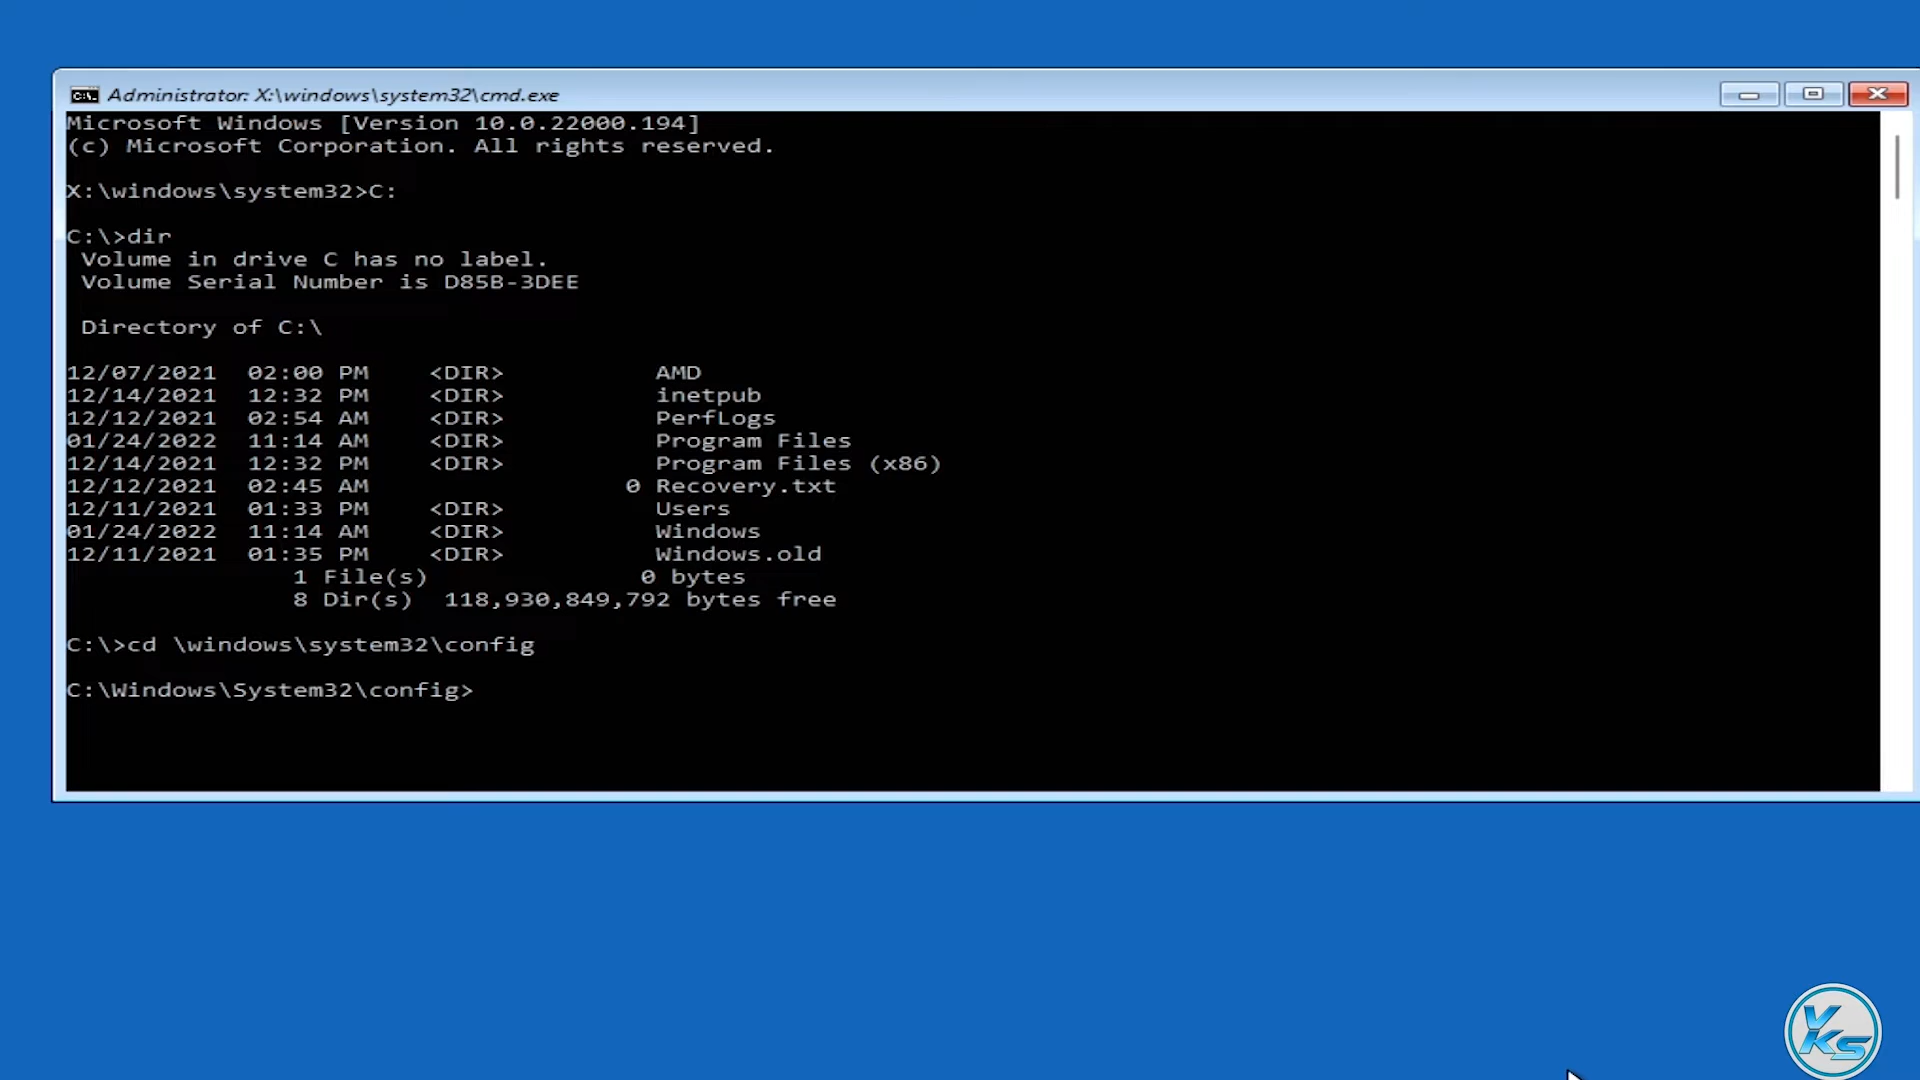 Administrator: X:\windows\system32\cmd.exe
Microsoft Windows [Version 10.0.22000.194]
(c) Microsoft Corporation. All rights reserved.
X:\windows\system32>C:
C:\>dir
Volume in drive C has no label.
Volume Serial Number is D85B-3DEE
Directory of C:\
12/07/2021 02:00 PM <DIR> AMD
12/14/2021 12:32 PM <DIR> inetpub
12/12/2021 02:54 AM <DIR> PerfLogs
01/24/2022 11:14 AM <DIR> Program Files
12/14/2021 12:32 PM <DIR> Program Files (x86)
12/12/2021 02:45 AM 0 Recovery.txt
12/11/2021 01:33 PM <DIR> Users
01/24/2022 11:14 AM <DIR> Windows
12/11/2021 01:35 PM <DIR> Windows.old
1 File(s) 0 bytes
8 Dir(s) 118,930,849,792 bytes free
C:\>cd \windows\system32\config
C:\Windows\System32\config>
VKS